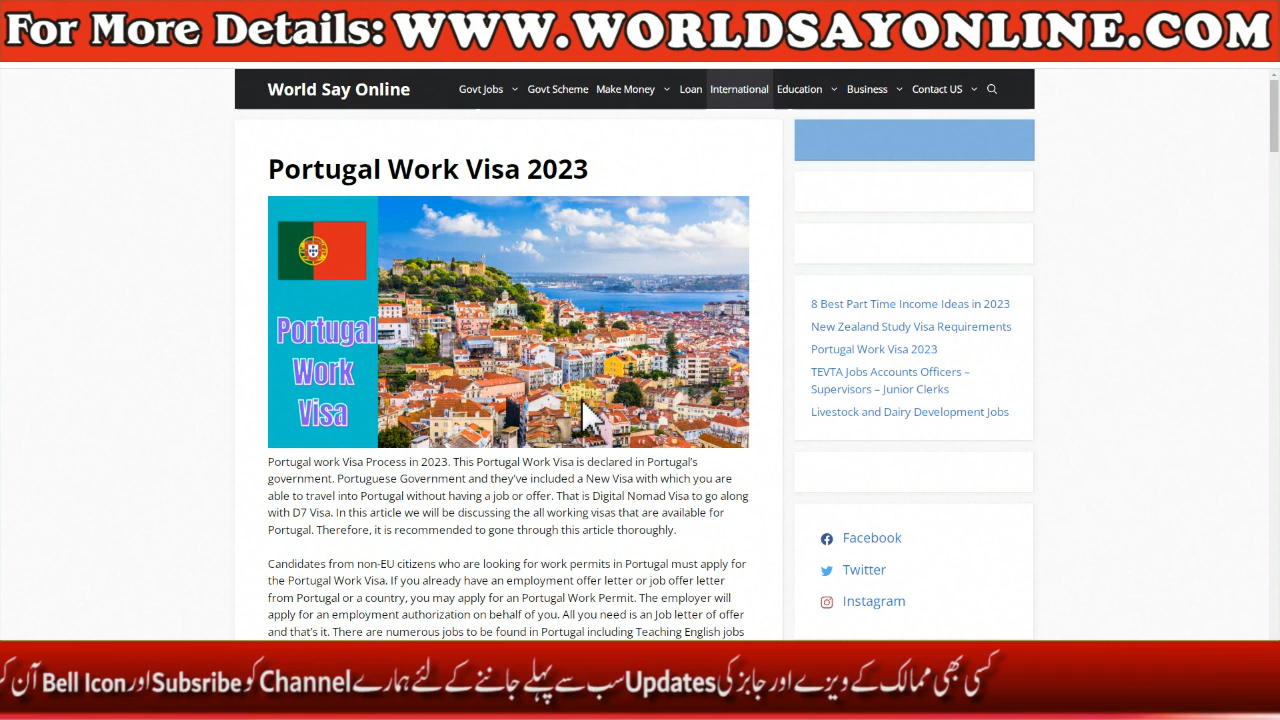 For More Details: WWW.WORLDSAYONLINE.COM
World Say Online
Govt Jobs Govt Scheme Make Money Loan International Education Business Contact US
Portugal Work Visa 2023
Portugal
Work
Visa
Portugal work Visa Process in 2023. This Portugal Work Visa is declared in Portugal's
government. Portuguese Government and they've included a New Visa with which you are
able to travel into Portugal without having a job or offer. That is Digital Nomad Visa to go along
with D7 Visa. In this article we will be discussing the all working visas that are available for
Portugal. Therefore, it is recommended to gone through this article thoroughly.
Candidates from non-EU citizens who are looking for work permits in Portugal must apply for
the Portugal Work Visa. If you already have an employment offer letter or job offer letter
from Portugal or a country, you may apply for an Portugal Work Permit. The employer will
apply for an employment authorization on behalf of you. All you need is an Job letter of offer
and that's it. There are numerous jobs to be found in Portugal including Teaching English jobs
8 Best Part Time Income Ideas in 2023
New Zealand Study Visa Requirements
Portugal Work Visa 2023
TEVTA Jobs Accounts Officers –
Supervisors – Junior Clerks
Livestock and Dairy Development Jobs
Facebook
Twitter
Instagram
کسی بھی ممالک کے ویزے اور جابز کی Updates سب سے پہلے جاننے کے لئے ہمارے Channel کو Subsribe اور Bell Icon آن